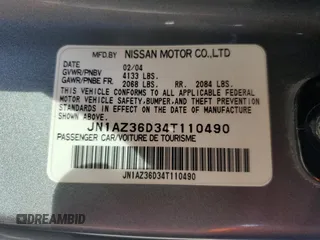 MFD.BY NISSAN MOTOR CO.,LTD
DATE 02/04
GVWR/PNBV 4133 LBS.
GAWR/PNBE FR. 2068 LBS. RR. 2084 LBS.
THIS VEHICLE CONFORMS TO ALL APPLICABLE FEDERAL
MOTOR VEHICLE SAFETY,BUMPER,AND THEFT
PREVENTION STANDARDS IN EFFECT ON THE
DATE OF MANUFACTURE SHOWN ABOVE.
JN1AZ36D34T110490
PASSENGER CAR/VOITURE DE TOURISME
JN1AZ36D34T110490
DREAMBID